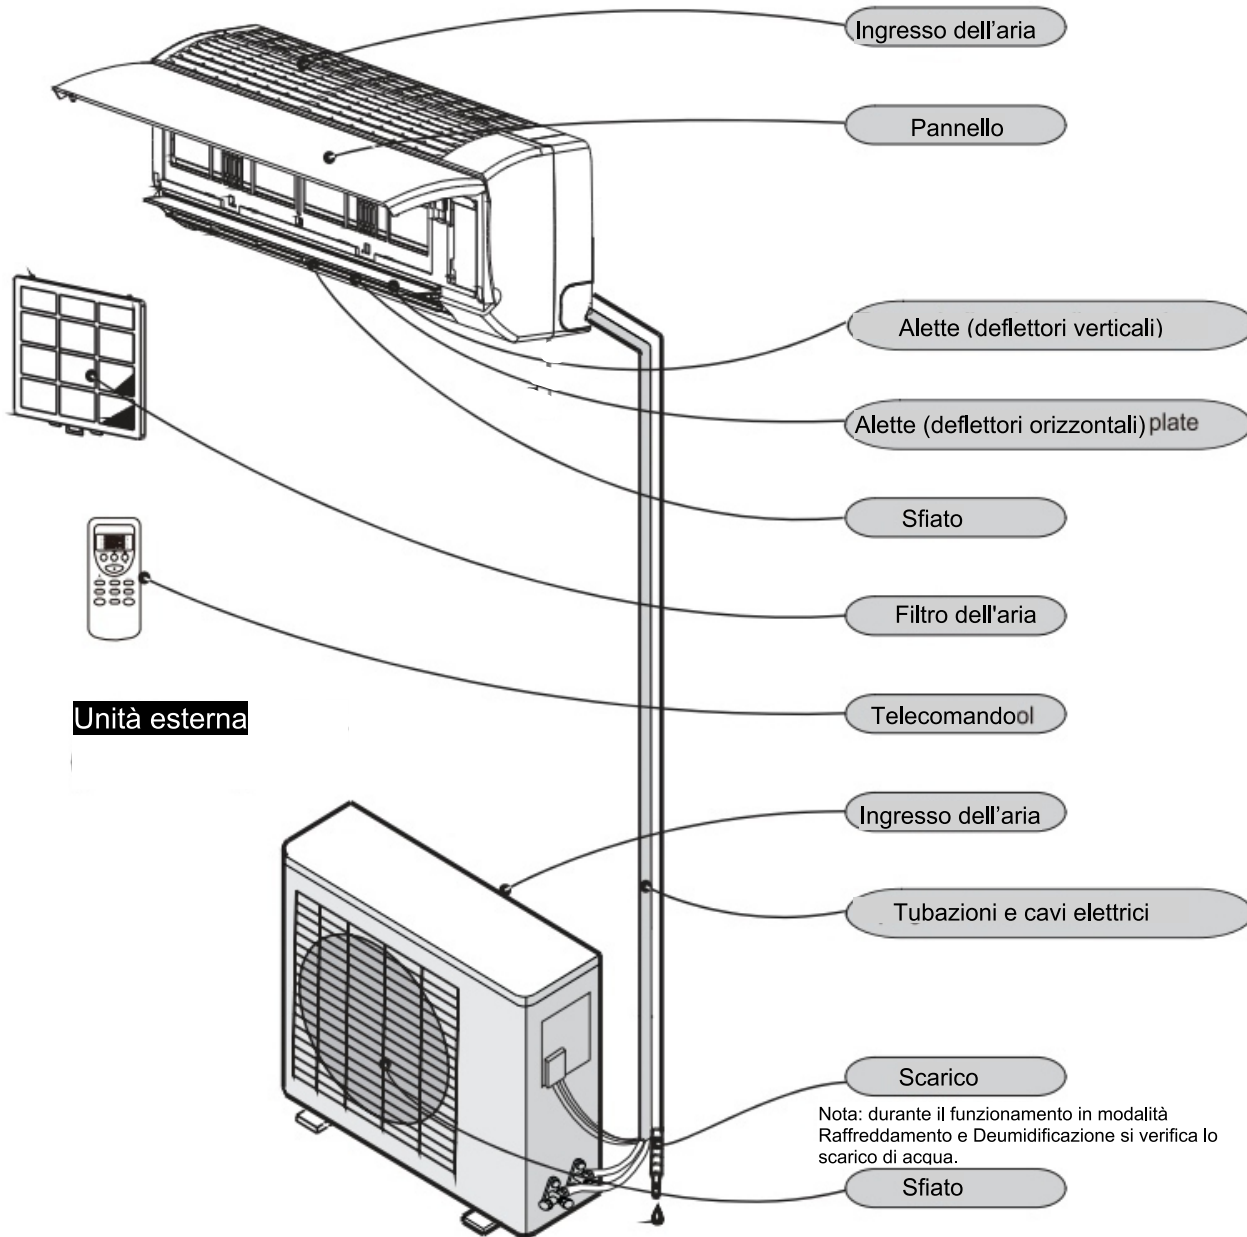 Ingresso dell'aria
Pannello
Alette (deflettori verticali)
Alette (deflettori orizzontali) plate
Sfiato
Filtro dell'aria
Telecomandool
Unità esterna
Ingresso dell'aria
Tubazioni e cavi elettrici
Scarico
Nota: durante il funzionamento in modalità
Raffreddamento e Deumidificazione si verifica lo
scarico di acqua.
Sfiato